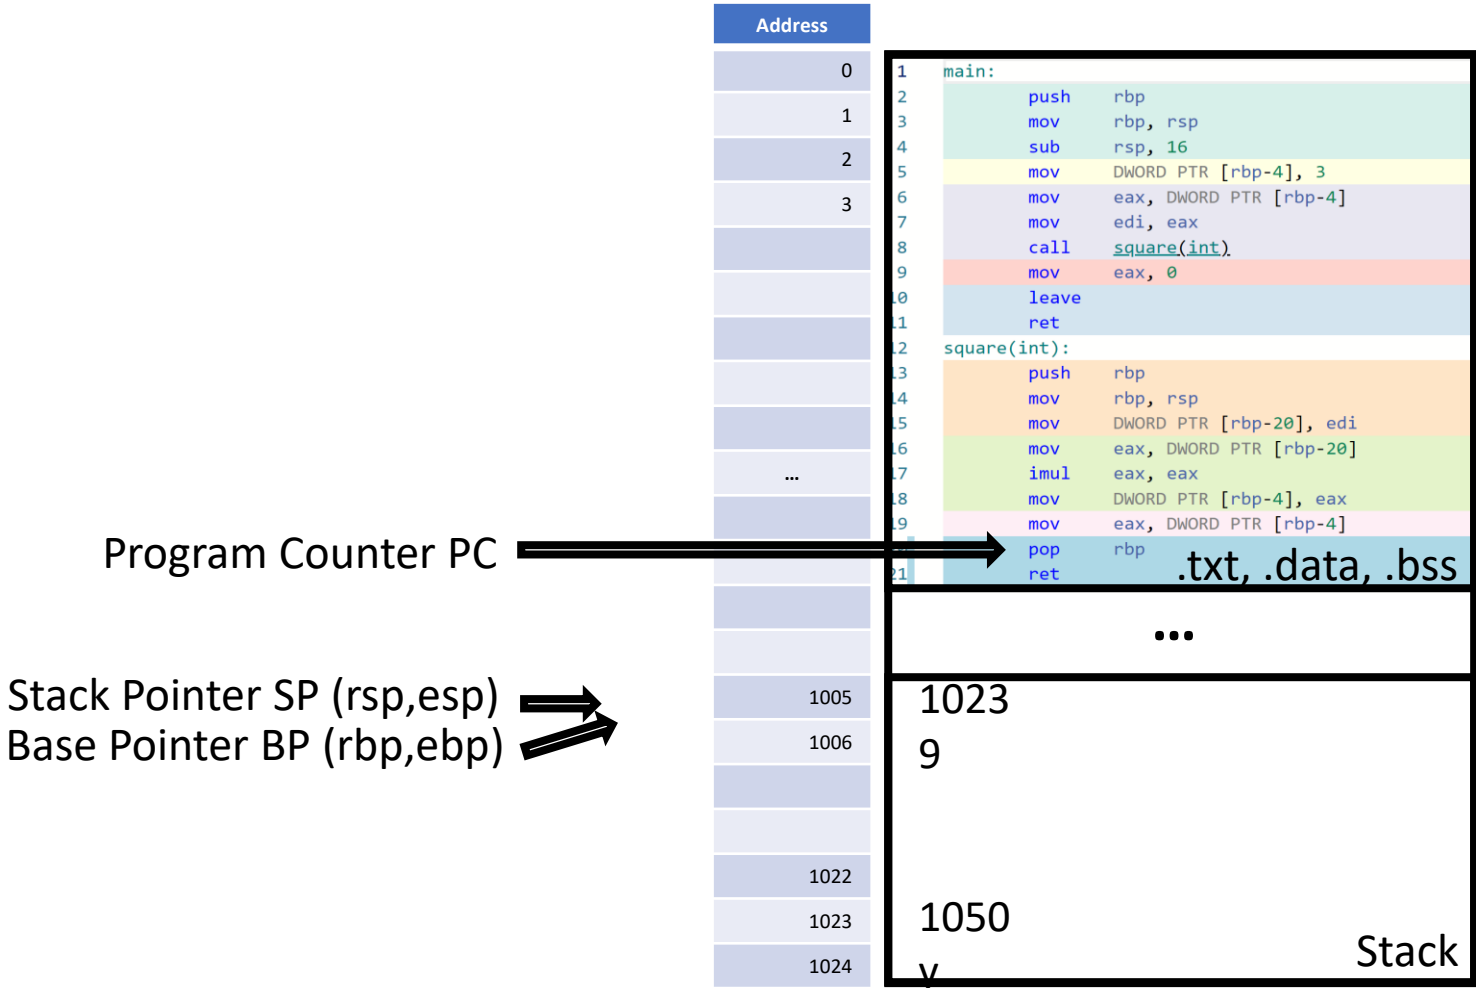 Address
0
1
2
3
...
1005
1006
1022
1023
1024
1 main:
2 push rbp
3 mov rbp, rsp
4 sub rsp, 16
5 mov DWORD PTR [rbp-4], 3
6 mov eax, DWORD PTR [rbp-4]
7 mov edi, eax
8 call square(int)
9 mov eax, 0
10 leave
11 ret
12 square(int):
13 push rbp
14 mov rbp, rsp
15 mov DWORD PTR [rbp-20], edi
16 mov eax, DWORD PTR [rbp-20]
17 imul eax, eax
18 mov DWORD PTR [rbp-4], eax
19 mov eax, DWORD PTR [rbp-4]
pop rbp
21 ret
.txt, .data, .bss
...
1023
9
1050
y
Stack
Program Counter PC
Stack Pointer SP (rsp,esp)
Base Pointer BP (rbp,ebp)